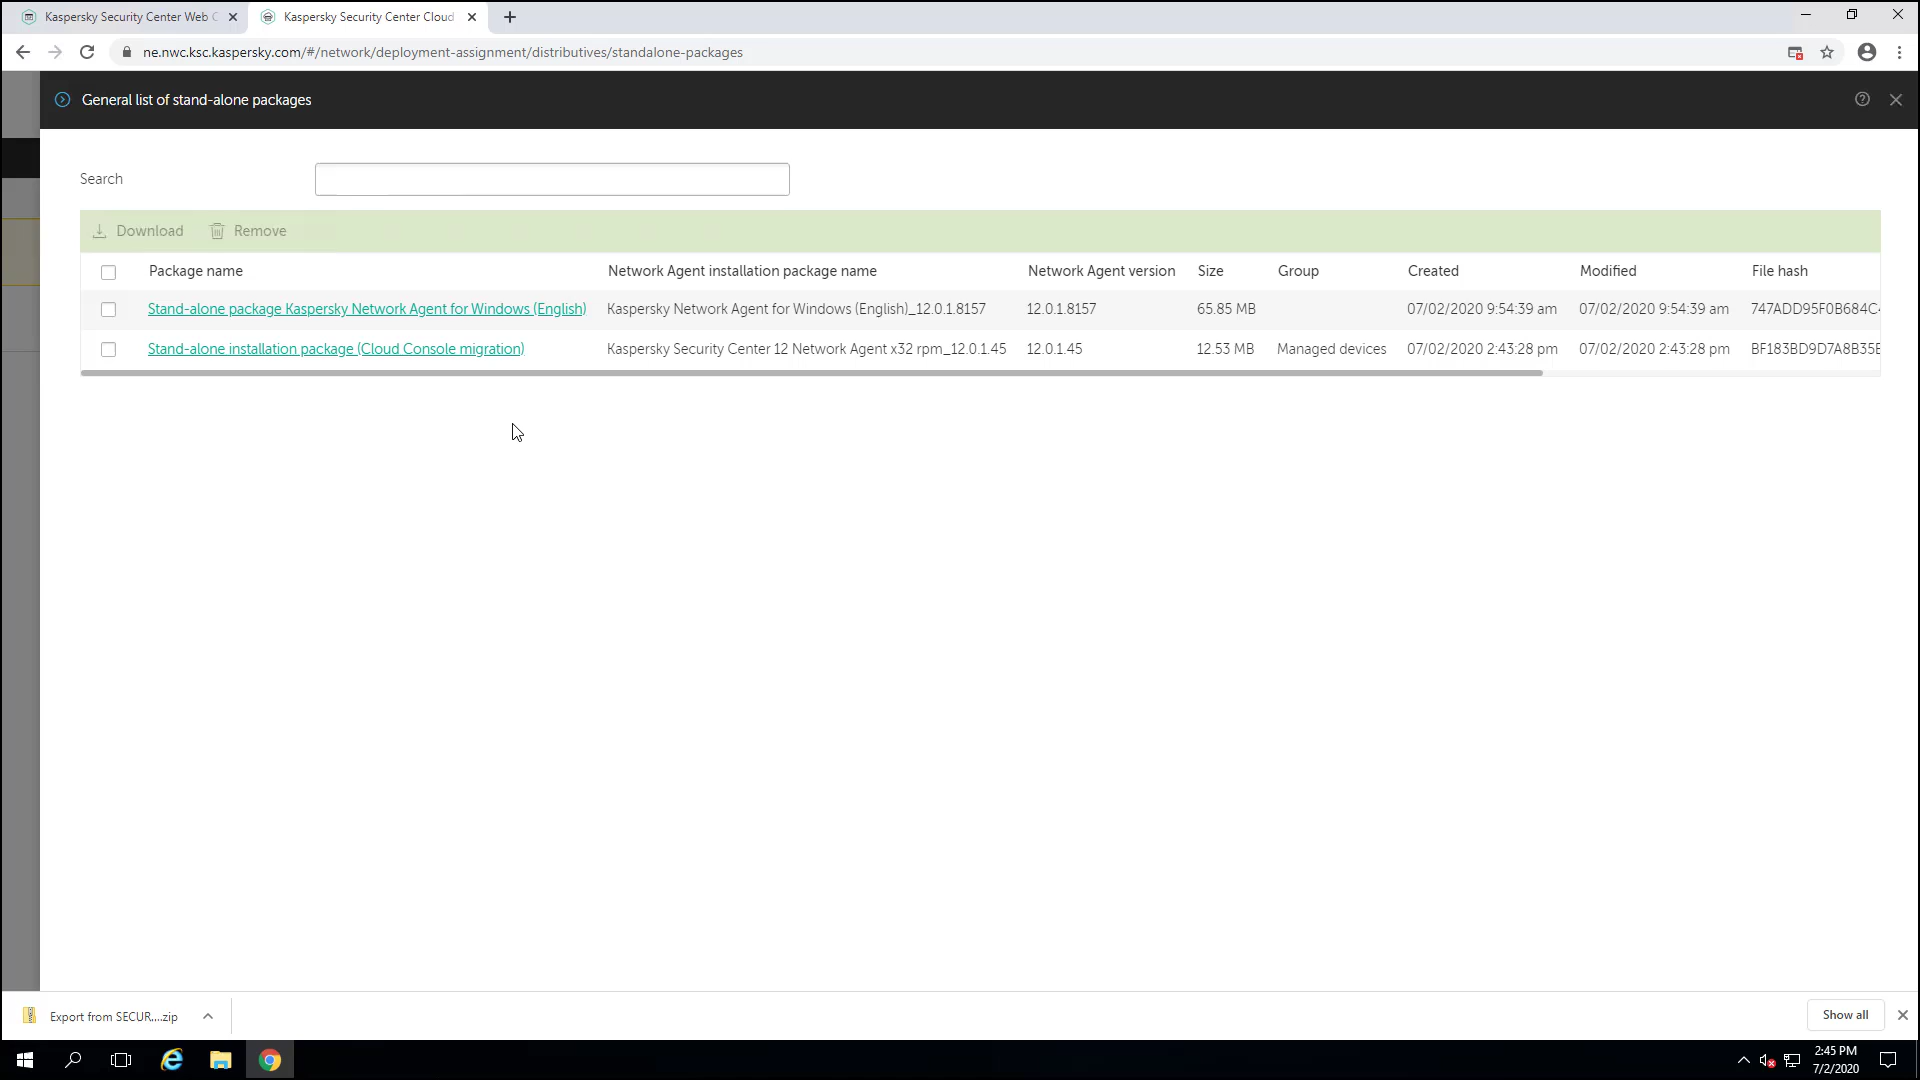 Kaspersky Security Center Web C
Kaspersky Security Center Cloud
ne.nwc.ksc.kaspersky.com/#/network/deployment-assignment/distributives/standalone-packages
General list of stand-alone packages
Search
Download Remove
Package name Network Agent installation package name Network Agent version Size Group Created Modified File hash
Stand-alone package Kaspersky Network Agent for Windows (English) Kaspersky Network Agent for Windows (English)_12.0.1.8157 12.0.1.8157 65.85 MB 07/02/2020 9:54:39 am 07/02/2020 9:54:39 am 747ADD95F0B684C4
Stand-alone installation package (Cloud Console migration) Kaspersky Security Center 12 Network Agent x32 rpm_12.0.1.45 12.0.1.45 12.53 MB Managed devices 07/02/2020 2:43:28 pm 07/02/2020 2:43:28 pm BF183BD9D7A8B35E
Export from SECUR....zip
Show all
2:45 PM
7/2/2020